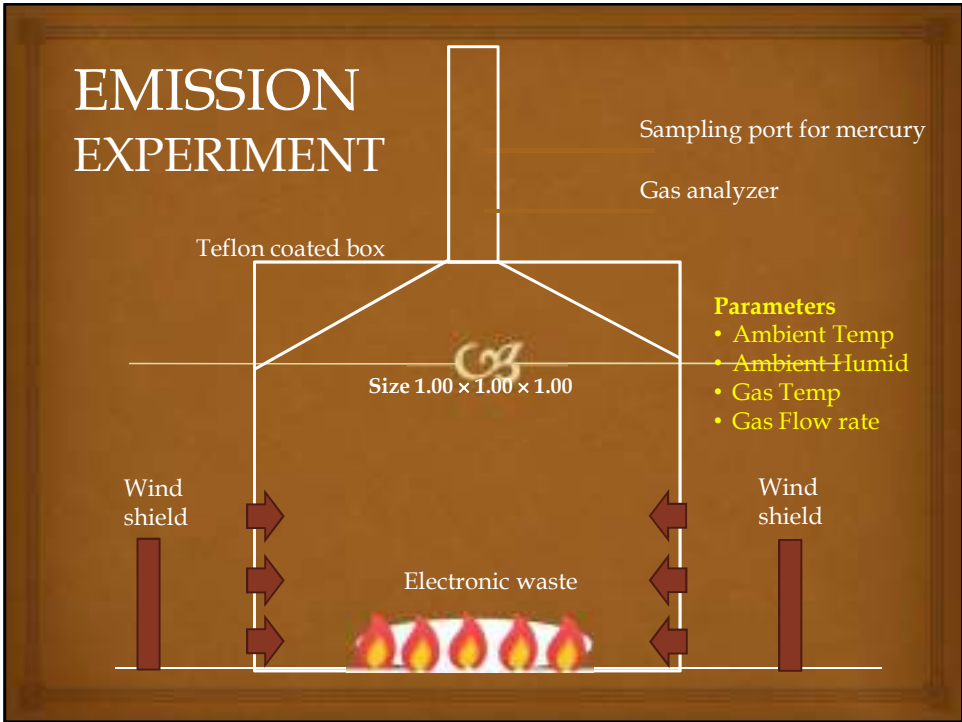 EMISSION
EXPERIMENT
Sampling port for mercury
Gas analyzer
Teflon coated box
Parameters
• Ambient Temp
• Ambient Humid
• Gas Temp
• Gas Flow rate
Size 1.00 × 1.00 × 1.00
Wind
shield
Wind
shield
Electronic waste